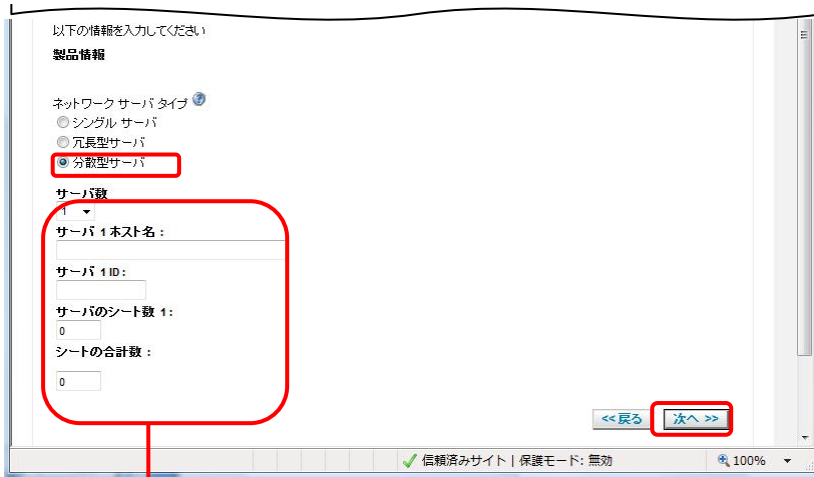 以下の情報を入力してください
製品情報
ネットワーク サーバ タイプ
シングル サーバ
冗長型サーバ
分散型サーバ
サーバ数
1
サーバ 1 ホスト名 :
サーバ 1 ID :
サーバのシート数 1 :
0
シートの合計数 :
0
<<戻る 次へ >>
信頼済みサイト | 保護モード: 無効 100%